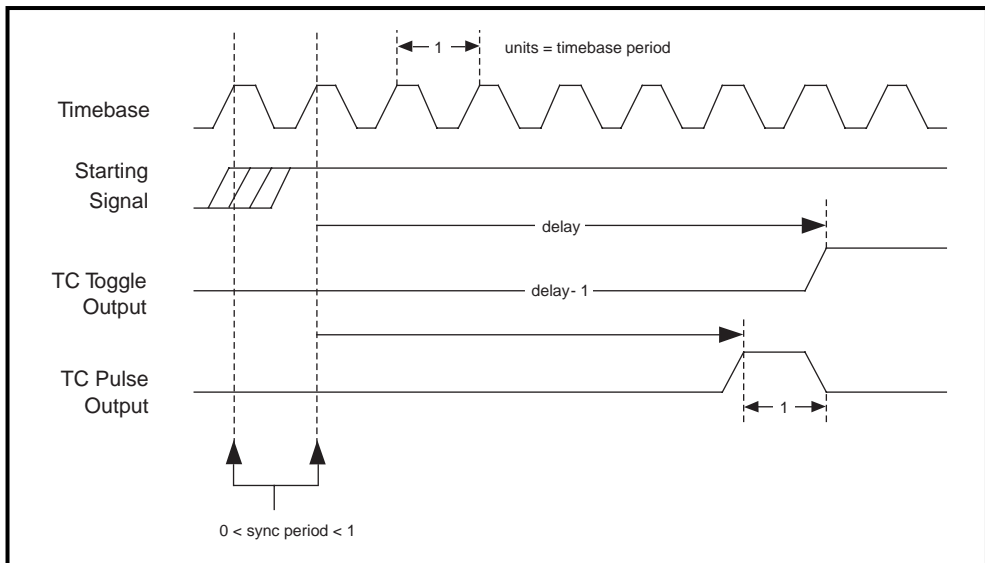 1
units = timebase period
Timebase
Starting
Signal
delay
TC Toggle
Output
delay- 1
TC Pulse
Output
1
0 < sync period < 1